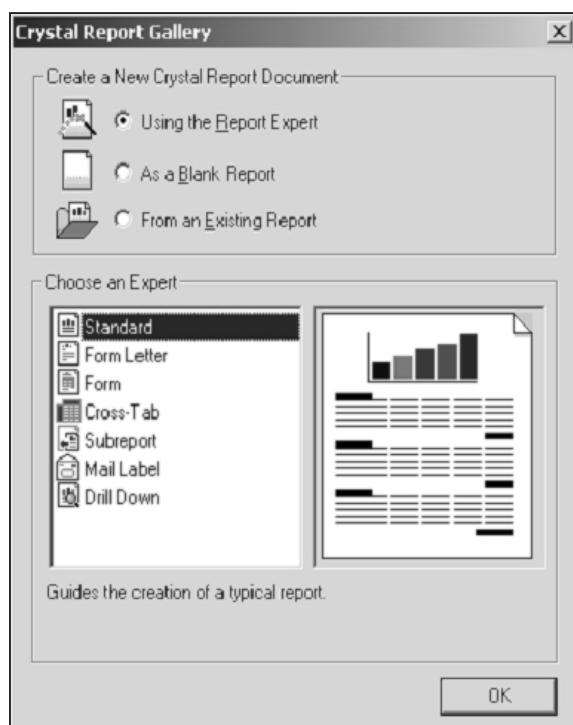 Crystal Report Gallery
Create a New Crystal Report Document
Using the Report Expert
As a Blank Report
From an Existing Report
Choose an Expert
Standard
Form Letter
Form
Cross-Tab
Subreport
Mail Label
Drill Down
Guides the creation of a typical report.
OK